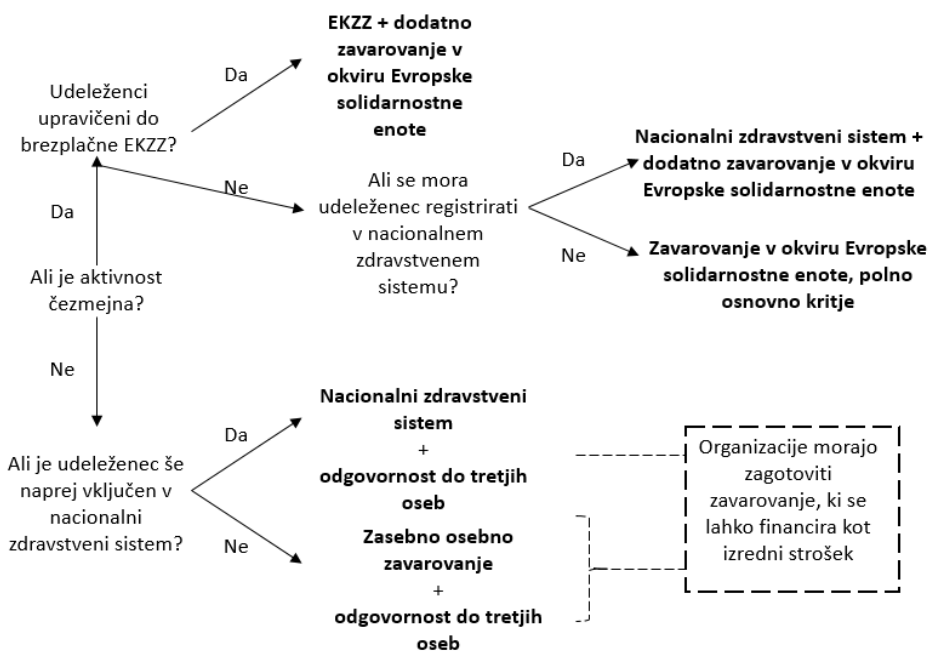 EKZZ + dodatno
zavarovanje v
okviru Evropske
solidarnostne
enote
Da
Udeleženci
upravičeni do
brezplačne EKZZ?
Ne
Ali se mora
udeleženec registrirati
v nacionalnem
zdravstvenem
sistemu?
Da
Nacionalni zdravstveni sistem +
dodatno zavarovanje v okviru
Evropske solidarnostne enote
Ne
Zavarovanje v okviru Evropske
solidarnostne enote, polno
osnovno kritje
Da
Ali je aktivnost
čezmejna?
Ne
Ali je udeleženec še
naprej vključen v
nacionalni
zdravstveni sistem?
Da
Nacionalni zdravstveni
sistem
+
odgovornost do tretjih
oseb
Ne
Zasebno osebno
zavarovanje
+
odgovornost do tretjih
oseb
Organizacije morajo
zagotoviti
zavarovanje, ki se
lahko financira kot
izredni strošek